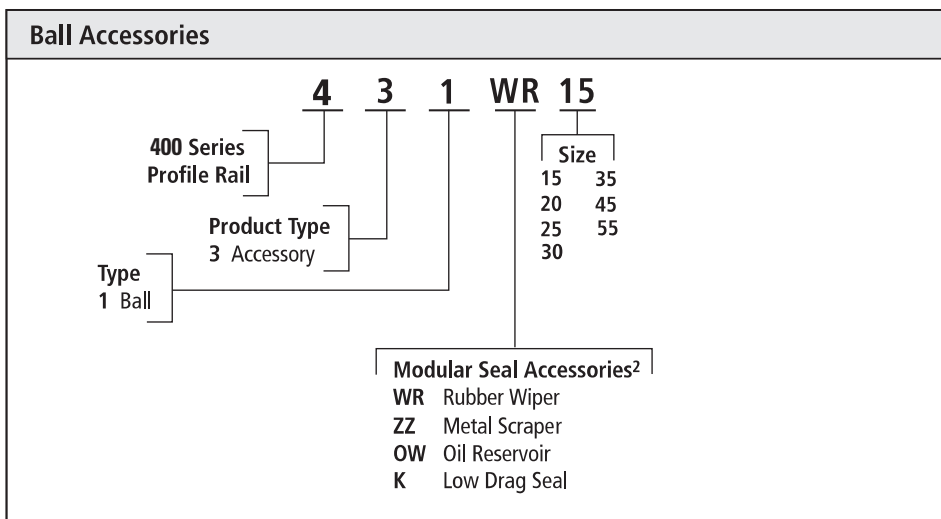 Ball Accessories
4 3 1 WR 15
400 Series
Profile Rail
Product Type
3 Accessory
Type
1 Ball
Size
15 35
20 45
25 55
30
Modular Seal Accessories2
WR Rubber Wiper
ZZ Metal Scraper
OW Oil Reservoir
K Low Drag Seal